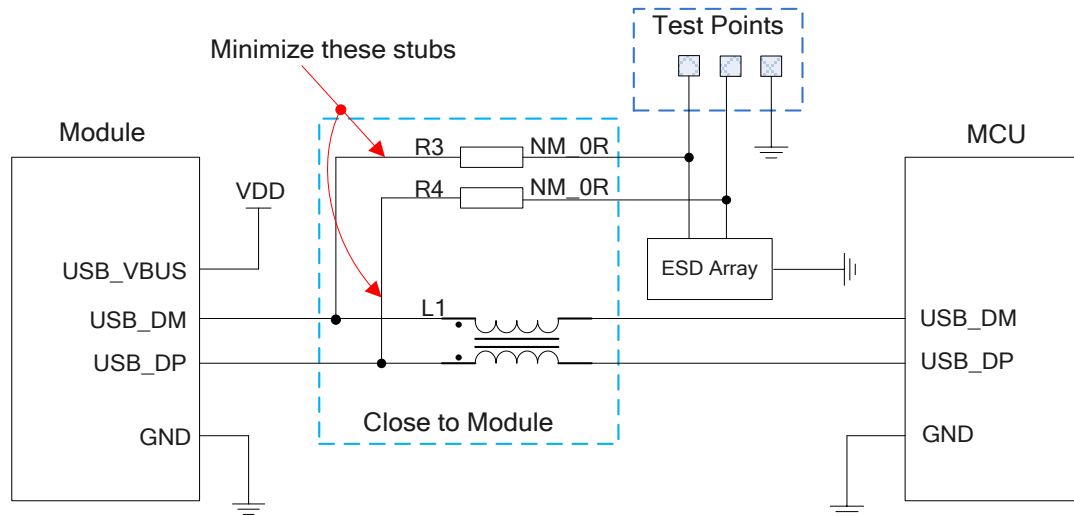 Test Points
Minimize these stubs
Module
MCU
R3 NM_0R
R4 NM_0R
VDD
ESD Array
USB_VBUS
L1
USB_DM
USB_DM
USB_DP
USB_DP
Close to Module
GND
GND